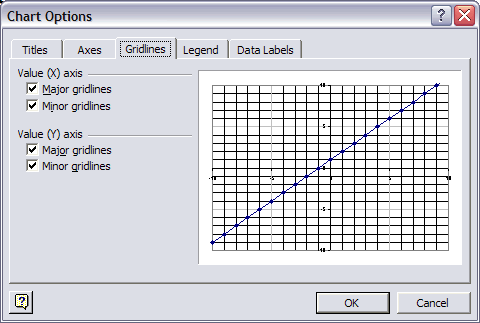 Chart Options
Titles Axes Gridlines Legend Data Labels
Value (X) axis
Major gridlines
Minor gridlines
Value (Y) axis
Major gridlines
Minor gridlines
10
5
-10 -5 0 5 10
-5
-10
OK Cancel